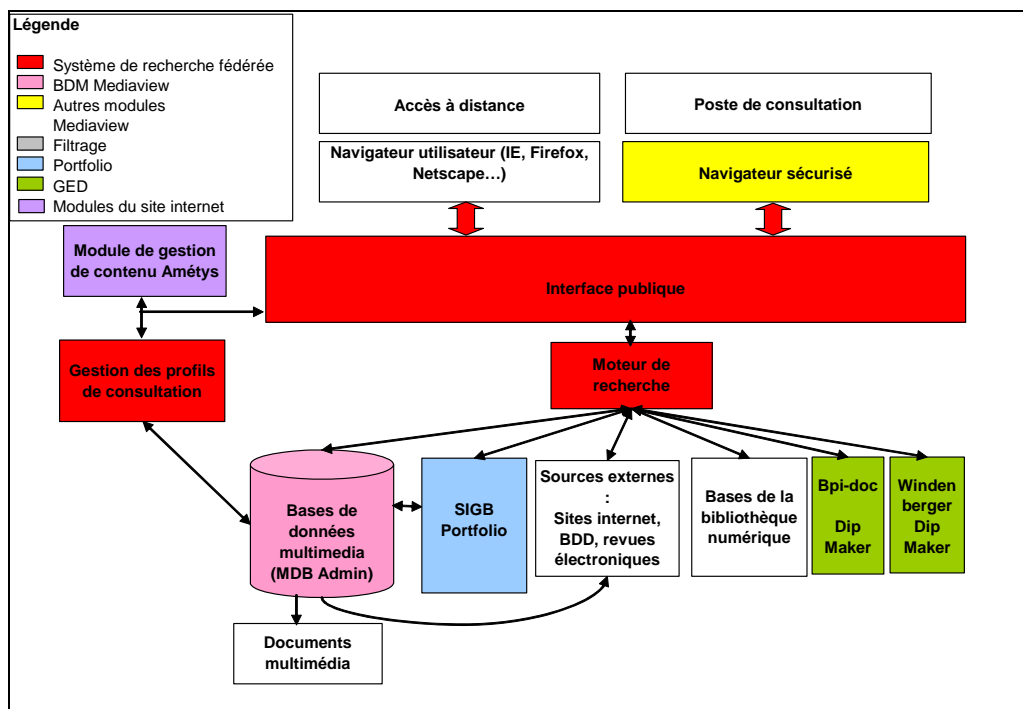 Légende
Système de recherche fédérée
BDM Mediaview
Autres modules
Mediaview
Filtrage
Portfolio
GED
Modules du site internet
Accès à distance
Poste de consultation
Navigateur utilisateur (IE, Firefox,
Netscape…)
Navigateur sécurisé
Module de gestion
de contenu Amétys
Interface publique
Gestion des profils
de consultation
Moteur de
recherche
Bases de
données
multimedia
(MDB Admin)
SIGB
Portfolio
Sources externes
:
Sites internet,
BDD, revues
électroniques
Bases de la
bibliothèque
numérique
Bpi-doc
Dip
Maker
Winden
berger
Dip
Maker
Documents
multimédia